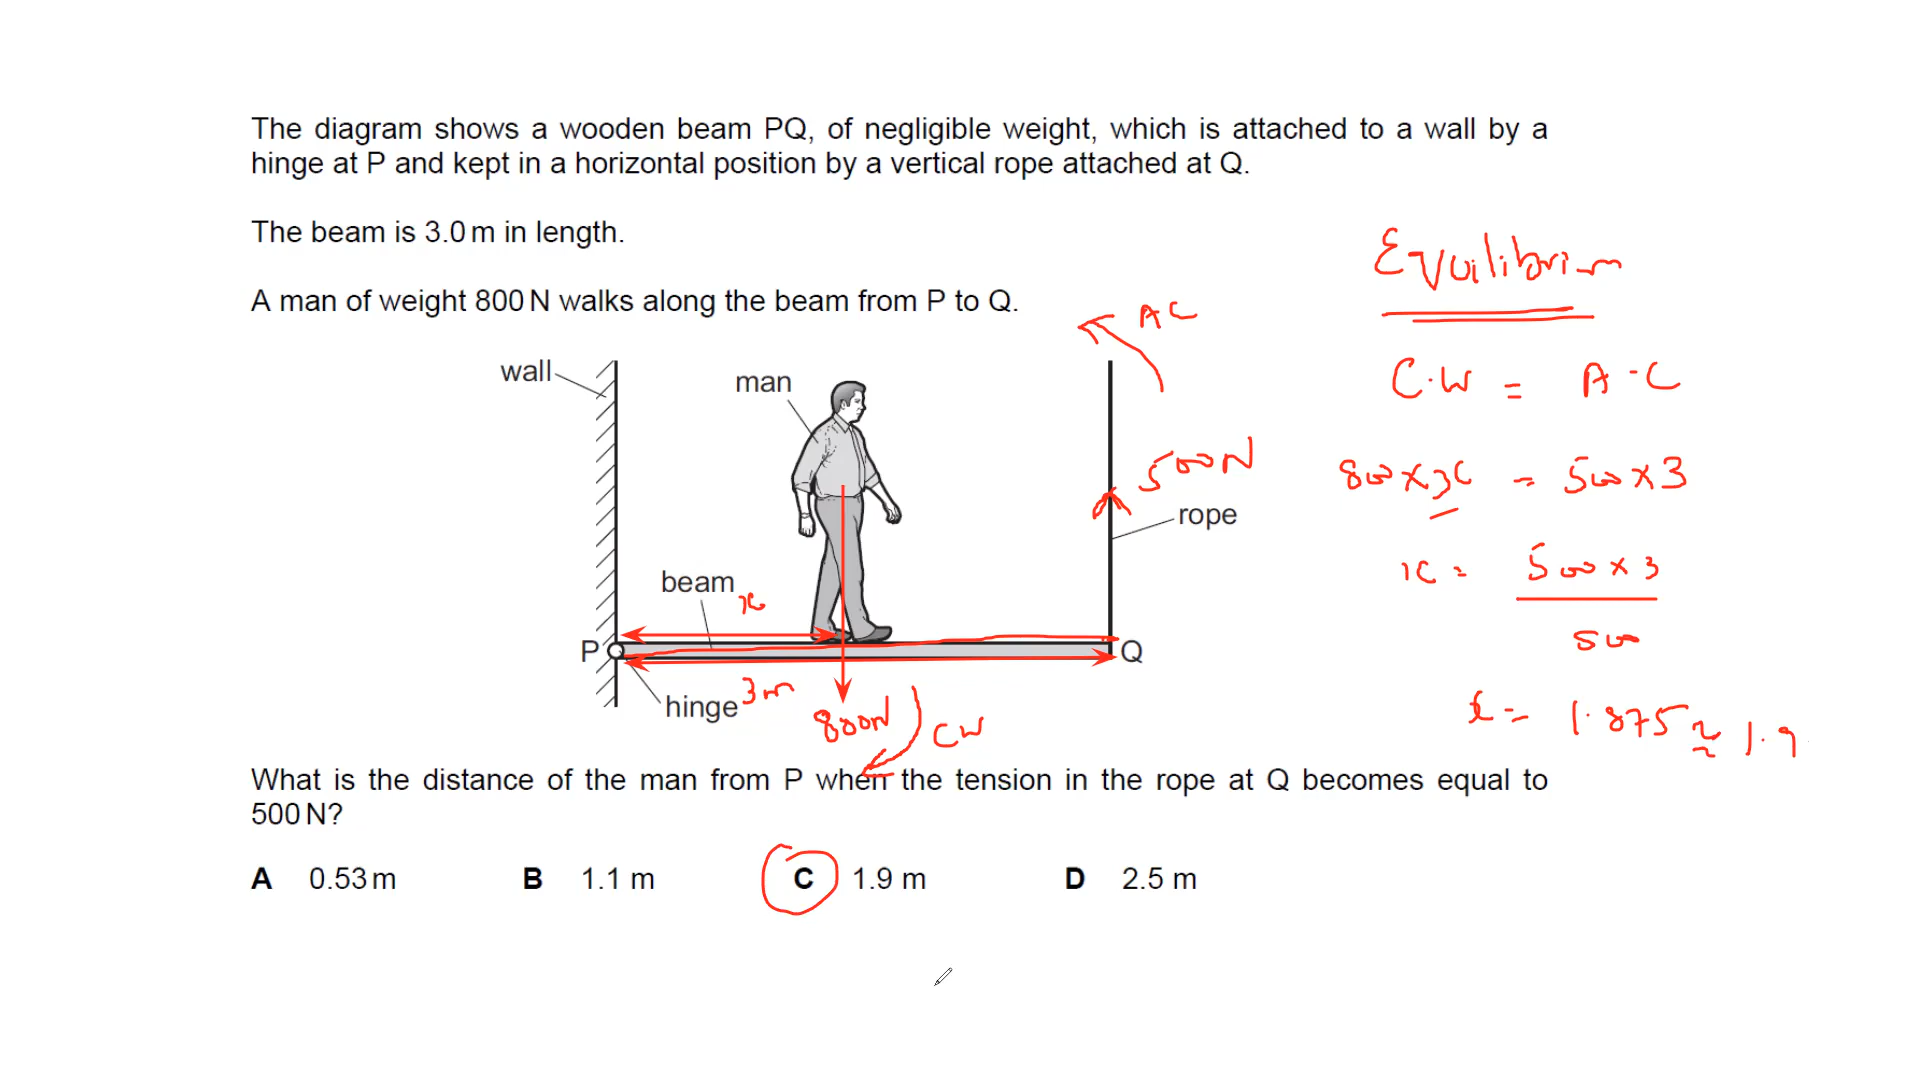 The diagram shows a wooden beam PQ, of negligible weight, which is attached to a wall by a
hinge at P and kept in a horizontal position by a vertical rope attached at Q.
The beam is 3.0 m in length.
A man of weight 800 N walks along the beam from P to Q.
Equilibrium
AC
C.W = A.C
wall
man
500N
800 x x = 500 x 3
rope
x = 500 x 3
500
beam
x
P
Q
hinge
3m
800N
CW
x = 1.875 ≈ 1.9
What is the distance of the man from P when the tension in the rope at Q becomes equal to
500 N?
A 0.53 m B 1.1 m C 1.9 m D 2.5 m